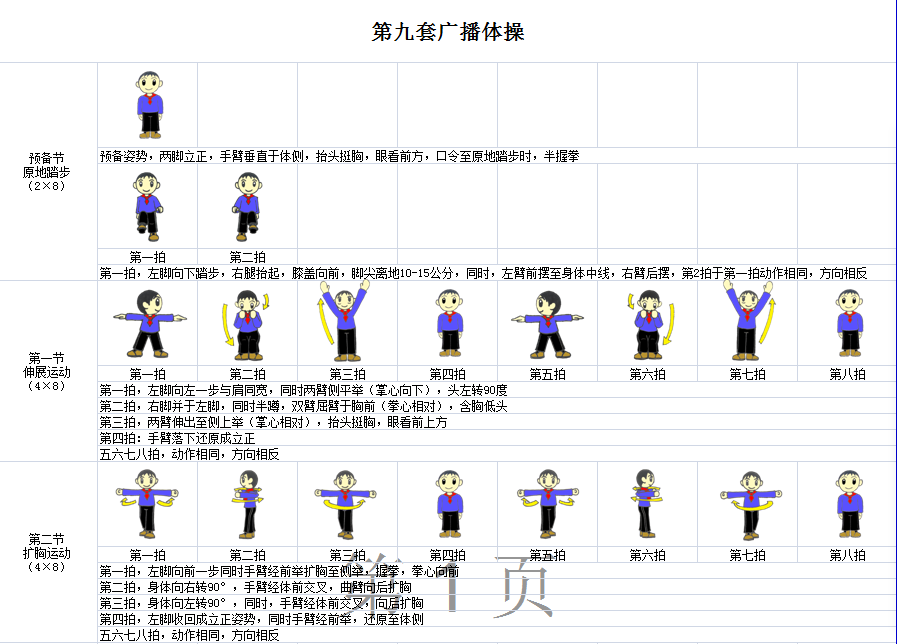 第九套广播体操
预备节
原地踏步
(2×8)
预备姿势，两脚立正，手臂垂直于体侧，抬头挺胸，眼看前方，口令至原地踏步时，半握拳
第一拍 第二拍
第一拍，左脚向下踏步，右腿抬起，膝盖向前，脚尖离地10-15公分，同时，左臂前摆至身体中线，右臂后摆，第2拍于第一拍动作相同，方向相反
第一节
伸展运动
(4×8)
第一拍 第二拍 第三拍 第四拍 第五拍 第六拍 第七拍 第八拍
第一拍，左脚向左一步与肩同宽，同时两臂侧平举（掌心向下），头左转90度
第二拍，右脚并于左脚，同时半蹲，双臂屈臂于胸前（拳心相对），含胸低头
第三拍，两臂伸出至侧上举（掌心相对），抬头挺胸，眼看前上方
第四拍：手臂落下还原成立正
五六七八拍，动作相同，方向相反
第二节
扩胸运动
(4×8)
第一拍 第二拍 第三拍 第四拍 第五拍 第六拍 第七拍 第八拍
第一拍，左脚向前一步同时手臂经前举扩胸至侧举，握拳，拳心向前
第二拍，身体向右转90°，手臂经体前交叉，曲臂向后扩胸
第三拍，身体向左转90°，同时，手臂经体前交叉，向后扩胸
第四拍，左脚收回成立正姿势，同时手臂经前举，还原至体侧
五六七八拍，动作相同，方向相反
第 1 页